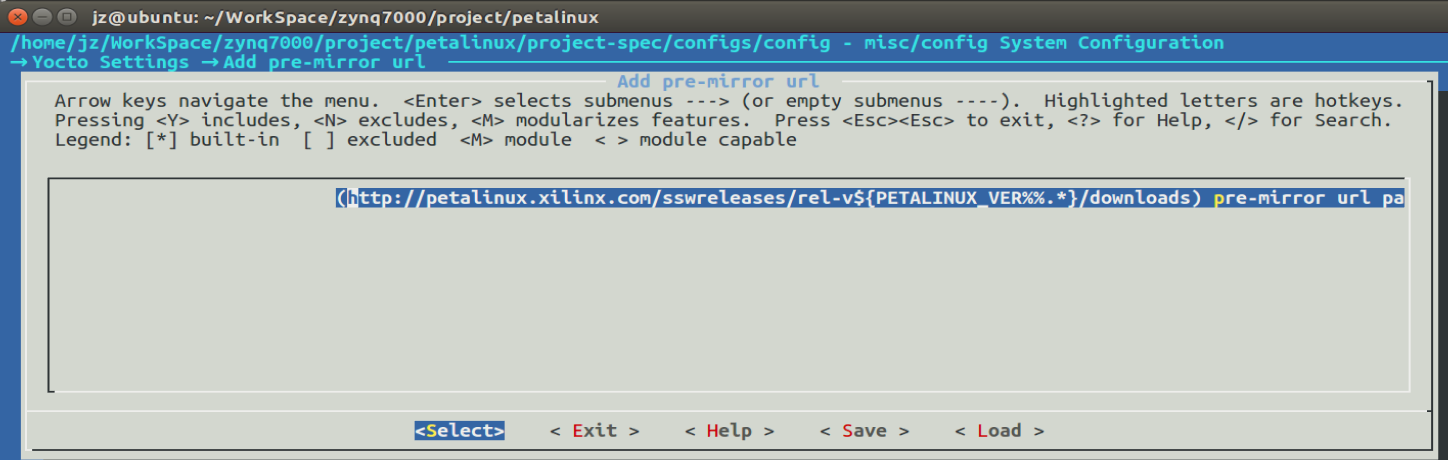 jz@ubuntu: ~/WorkSpace/zynq7000/project/petalinux
/home/jz/WorkSpace/zynq7000/project/petalinux/project-spec/configs/config - misc/config System Configuration
→Yocto Settings →Add pre-mirror url
Add pre-mirror url
Arrow keys navigate the menu.  <Enter> selects submenus ---> (or empty submenus ----).  Highlighted letters are hotkeys.
Pressing <Y> includes, <N> excludes, <M> modularizes features.  Press <Esc><Esc> to exit, <?> for Help, </> for Search.
Legend: [*] built-in  [ ] excluded  <M> module  < > module capable
(http://petalinux.xilinx.com/sswreleases/rel-v${PETALINUX_VER%%.*}/downloads) pre-mirror url pa
<Select>    < Exit >    < Help >    < Save >    < Load >